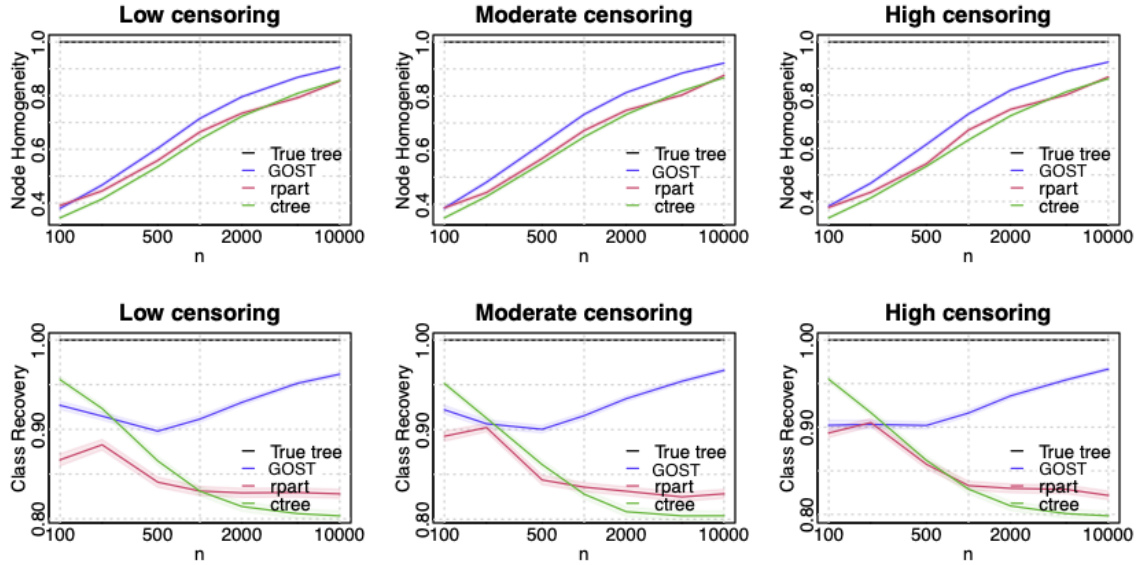 Low censoring
Node Homogeneity
1.0
0.8
0.6
0.4
True tree
GOST
rpart
ctree
100 500 2000 10000
n
Moderate censoring
Node Homogeneity
1.0
0.8
0.6
0.4
True tree
GOST
rpart
ctree
100 500 2000 10000
n
High censoring
Node Homogeneity
1.0
0.8
0.6
0.4
True tree
GOST
rpart
ctree
100 500 2000 10000
n
Low censoring
Class Recovery
1.00
0.90
0.80
True tree
GOST
rpart
ctree
100 500 2000 10000
n
Moderate censoring
Class Recovery
1.00
0.90
0.80
True tree
GOST
rpart
ctree
100 500 2000 10000
n
High censoring
Class Recovery
1.00
0.90
0.80
True tree
GOST
rpart
ctree
100 500 2000 10000
n